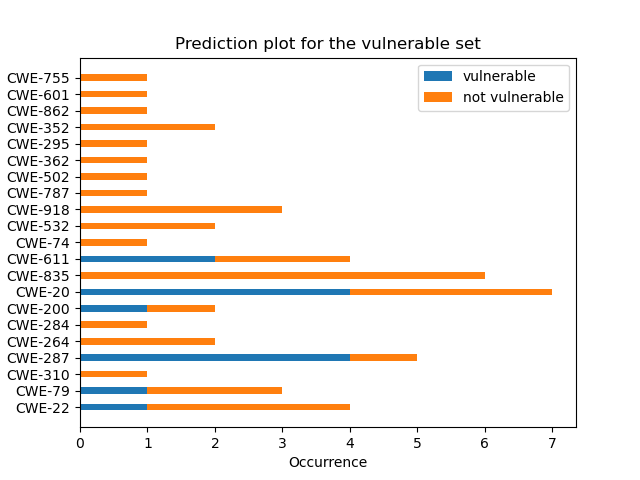 Prediction plot for the vulnerable set
vulnerable
not vulnerable
CWE-755
CWE-601
CWE-862
CWE-352
CWE-295
CWE-362
CWE-502
CWE-787
CWE-918
CWE-532
CWE-74
CWE-611
CWE-835
CWE-20
CWE-200
CWE-284
CWE-264
CWE-287
CWE-310
CWE-79
CWE-22
0 1 2 3 4 5 6 7
Occurrence